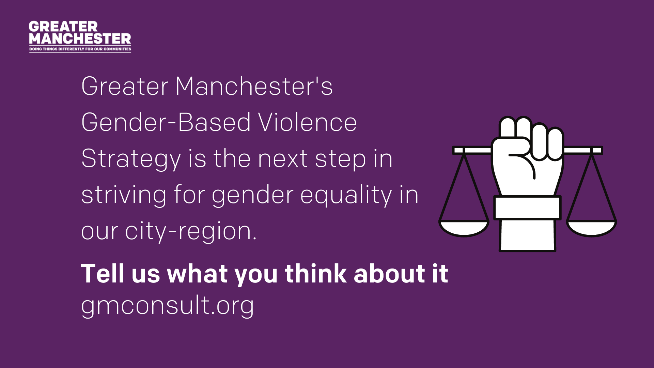 GREATER
MANCHESTER
DOING THINGS DIFFERENTLY FOR OUR COMMUNITIES
Greater Manchester's
Gender-Based Violence
Strategy is the next step in
striving for gender equality in
our city-region.
Tell us what you think about it
gmconsult.org